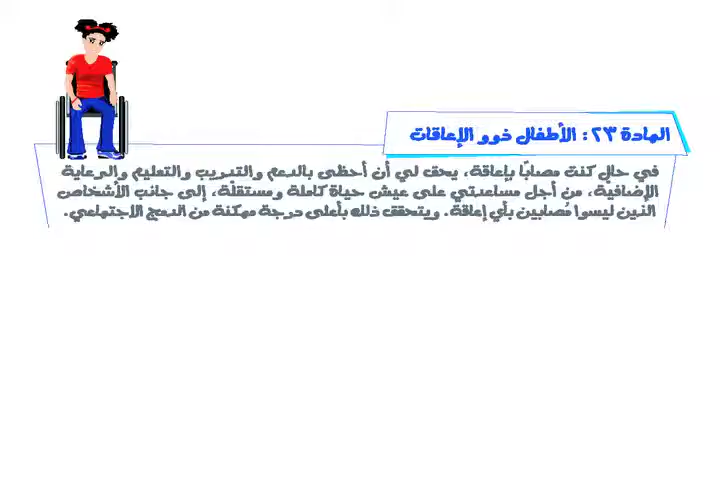 المادة ٢٣: الأطفال ذوو الإعاقات
في حال كنت مصابًا بإعاقة، يحق لي أن أحظى بالدعم والتدريب والتعليم والرعاية
الإضافية، من أجل مساعدتي على عيش حياة كاملة ومستقلّة، إلى جانب الأشخاص
الذين ليسوا مُصابين بأي إعاقة. ويتحقق ذلك بأعلى درجة ممكنة من الدمج الاجتماعي.